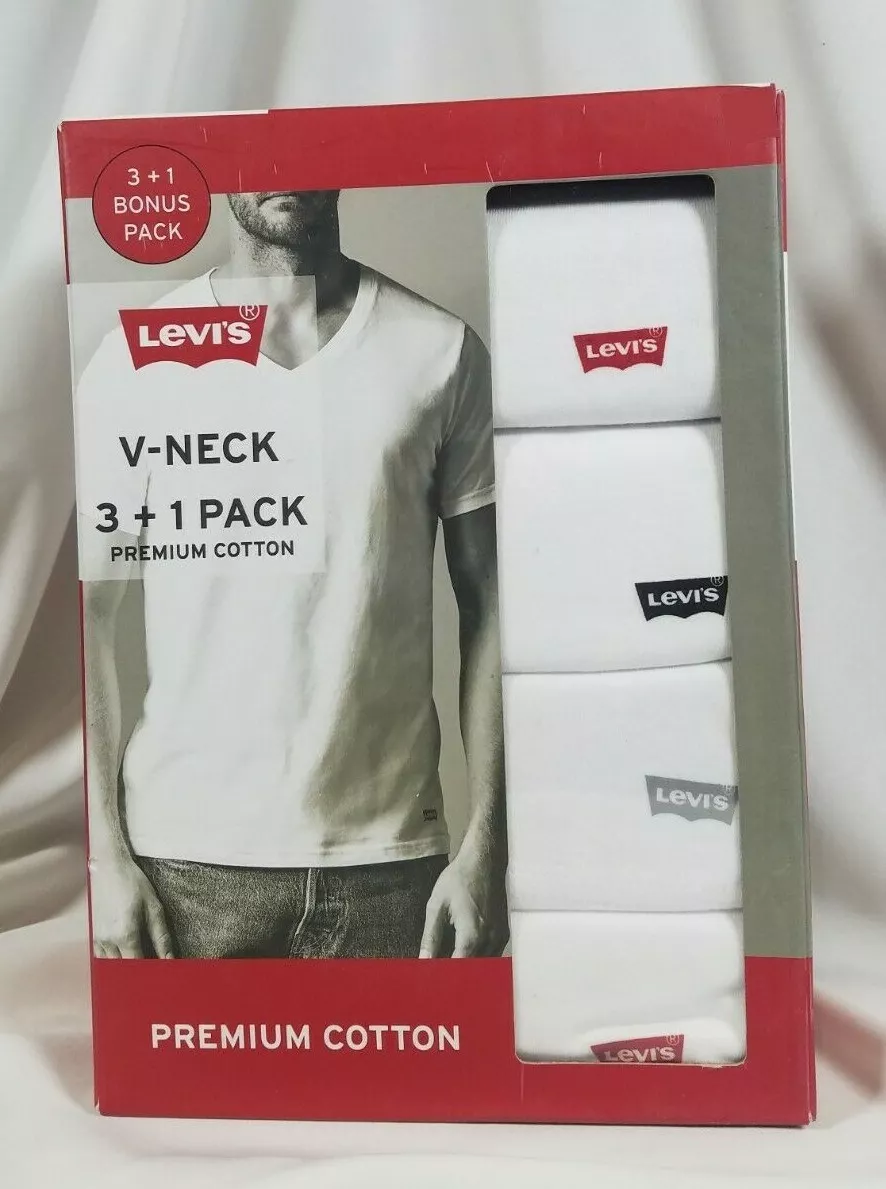 3 + 1
BONUS
PACK
LEVI'S®
V-NECK
3 + 1 PACK
PREMIUM COTTON
LEVI'S®
LEVI'S®
LEVI'S®
LEVI'S®
PREMIUM COTTON